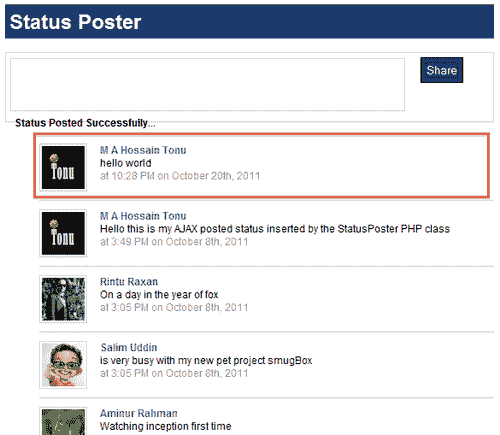 Status Poster
Share
Status Posted Successfully...
Tonu
M A Hossain Tonu
hello world
at 10:28 PM on October 20th, 2011
Tonu
M A Hossain Tonu
Hello this is my AJAX posted status inserted by the StatusPoster PHP class
at 3:49 PM on October 8th, 2011
Rintu Raxan
On a day in the year of fox
at 3:05 PM on October 8th, 2011
Salim Uddin
is very busy with my new pet project smugBox
at 3:05 PM on October 8th, 2011
Aminur Rahman
Watching inception first time